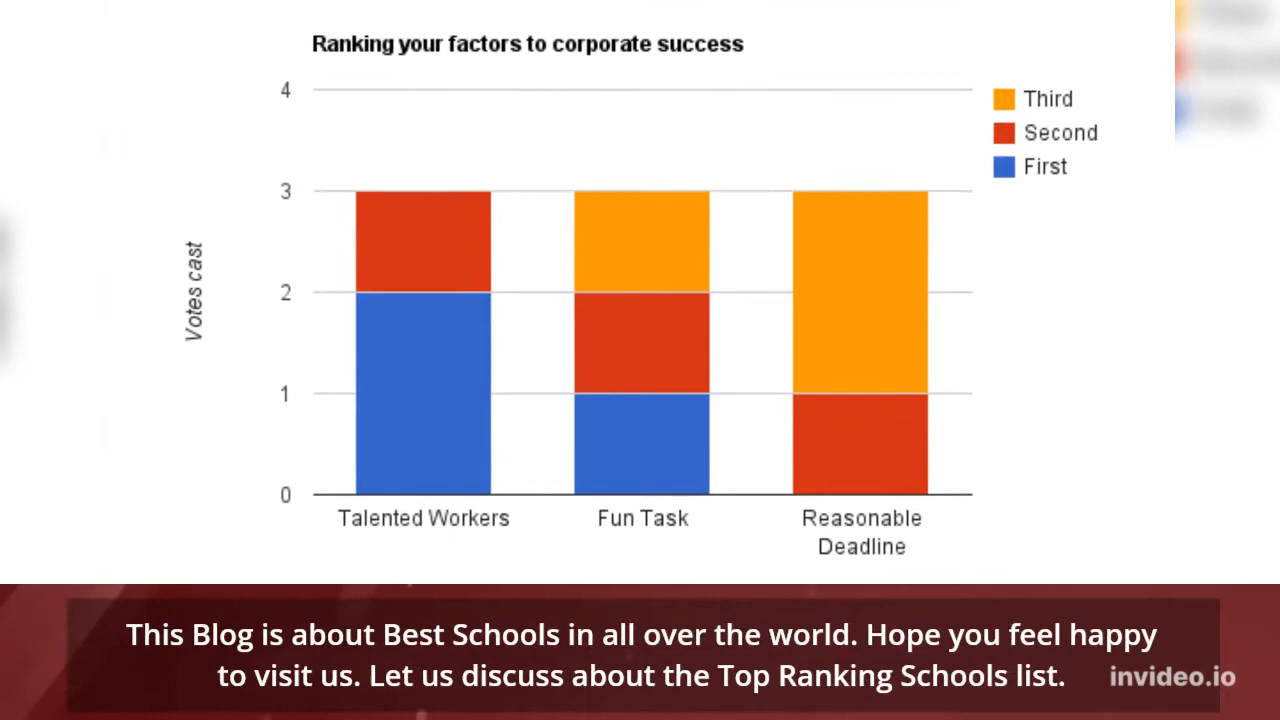 Ranking your factors to corporate success
4
3
2
1
0
Votes cast
Third
Second
First
Talented Workers
Fun Task
Reasonable
Deadline
This Blog is about Best Schools in all over the world. Hope you feel happy
to visit us. Let us discuss about the Top Ranking Schools list.
invideo.io